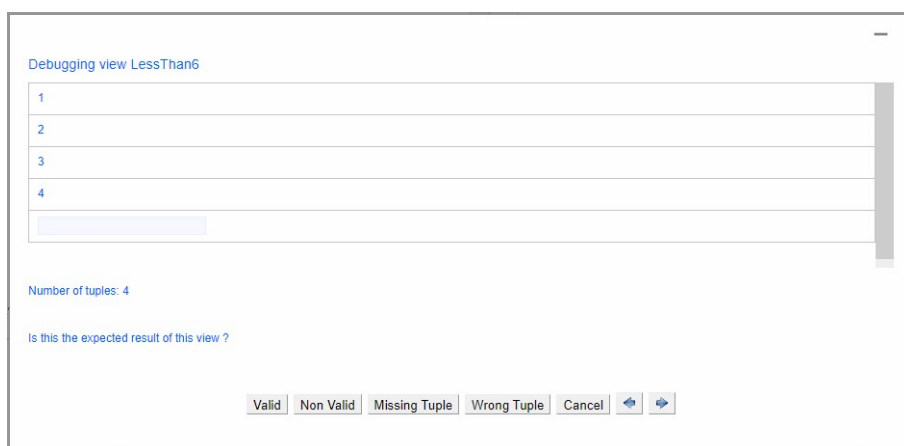 Debugging view LessThan6
1
2
3
4
Number of tuples: 4
Is this the expected result of this view ?
Valid Non Valid Missing Tuple Wrong Tuple Cancel